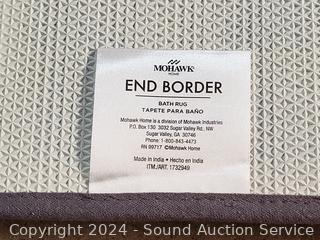 MOHAWK
HOME
END BORDER
BATH RUG
TAPETE PARA BAÑO
Mohawk Home is a division of Mohawk Industries
P.O. Box 130 3032 Sugar Valley Rd., NW
Sugar Valley, GA 30746
Phone: 1-800-843-4473
RN 99717 ©Mohawk Home
Made in India • Hecho en India
ITM./ART. 1732949
Copyright 2024 - Sound Auction Service